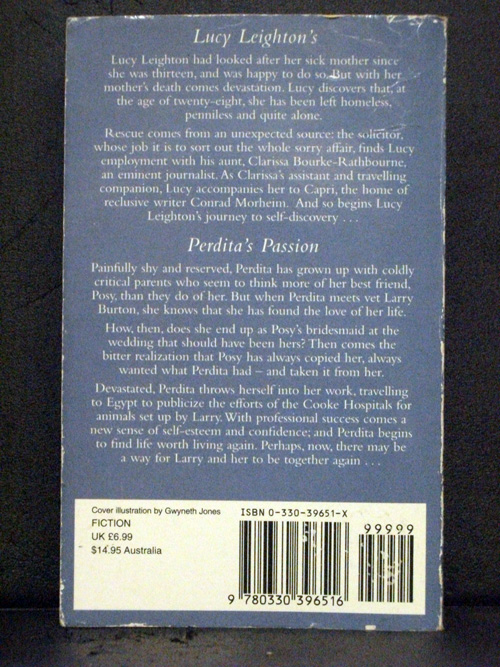 Lucy Leighton's
Lucy Leighton had looked after her sick mother since
she was thirteen, and was happy to do so. But with her
mother's death comes devastation. Lucy discovers that, at
the age of twenty-eight, she has been left homeless,
penniless and quite alone.
Rescue comes from an unexpected source: the solicitor,
whose job it is to sort out the whole sorry affair, finds Lucy
employment with his aunt, Clarissa Bourke-Rathbourne,
an eminent journalist. As Clarissa's assistant and travelling
companion, Lucy accompanies her to Capri, the home of
reclusive writer Conrad Morheim. And so begins Lucy
Leighton's journey to self-discovery . . .
Perdita's Passion
Painfully shy and reserved, Perdita has grown up with coldly
critical parents who seem to think more of her best friend,
Posy, than they do of her. But when Perdita meets vet Larry
Burton, she knows that she has found the love of her life.
How, then, does she end up as Posy's bridesmaid at the
wedding that should have been hers? Then comes the
bitter realization that Posy has always copied her, always
wanted what Perdita had – and taken it from her.
Devastated, Perdita throws herself into her work, travelling
to Egypt to publicize the efforts of the Cooke Hospitals for
animals set up by Larry. With professional success comes a
new sense of self-esteem and confidence; and Perdita begins
to find life worth living again. Perhaps, now, there may be
a way for Larry and her to be together again . . .
Cover illustration by Gwyneth Jones
FICTION
UK £6.99
$14.95 Australia
ISBN 0-330-39651-X
99999
9 780330 396516